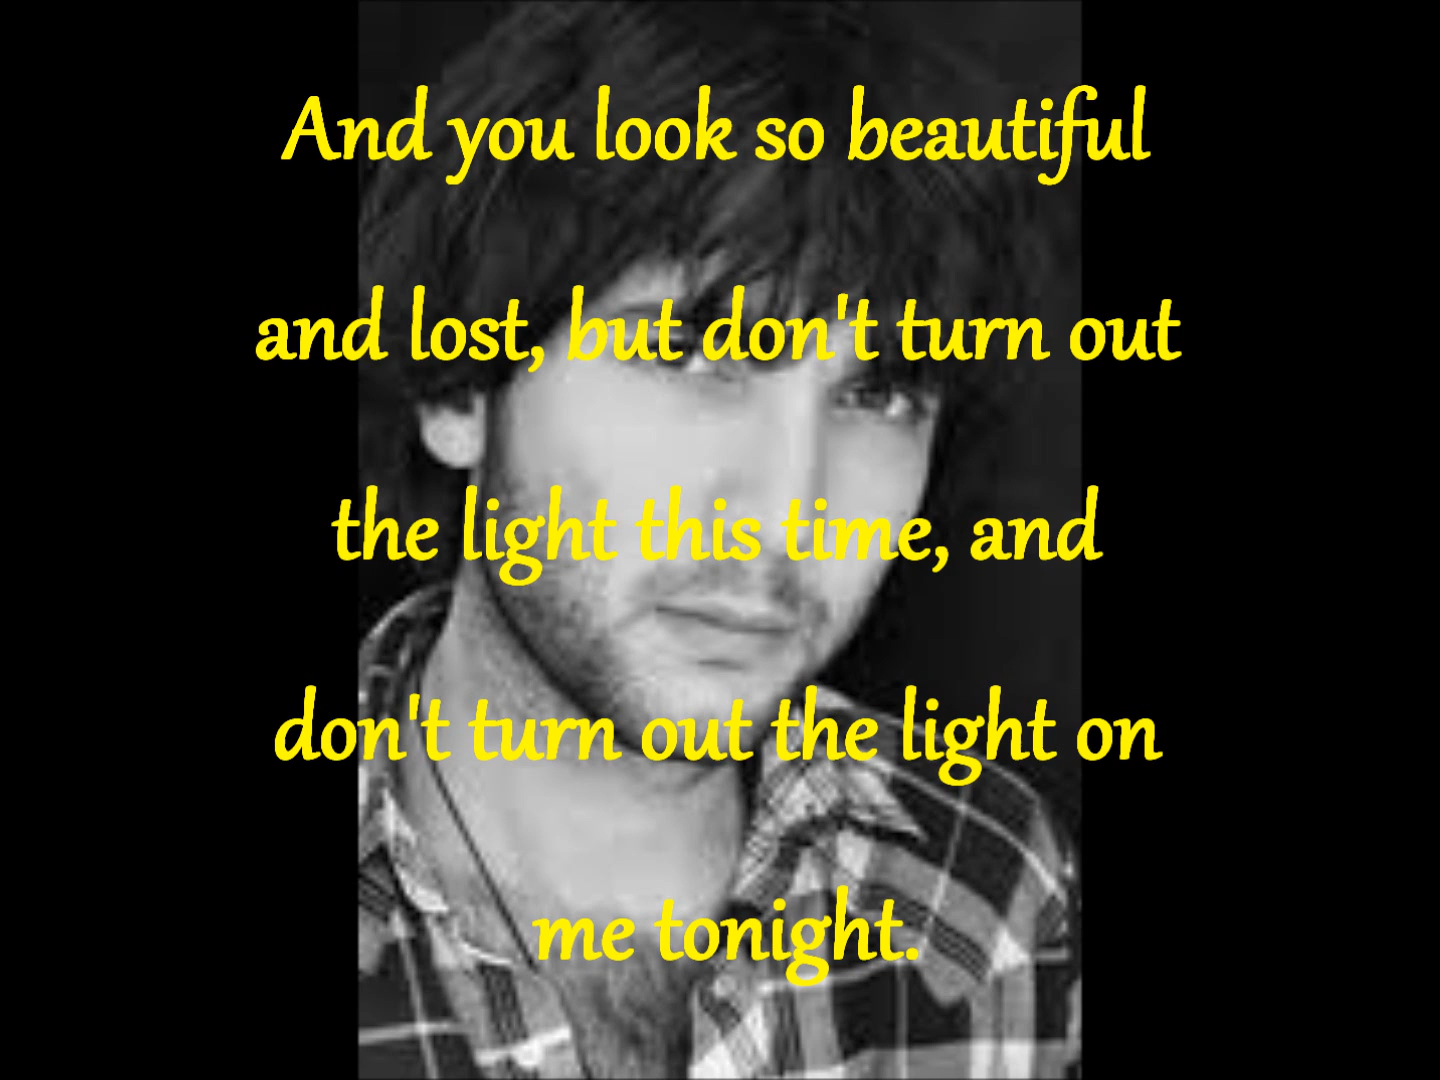 And you look so beautiful
and lost, but don't turn out
the light this time, and
don't turn out the light on
me tonight.